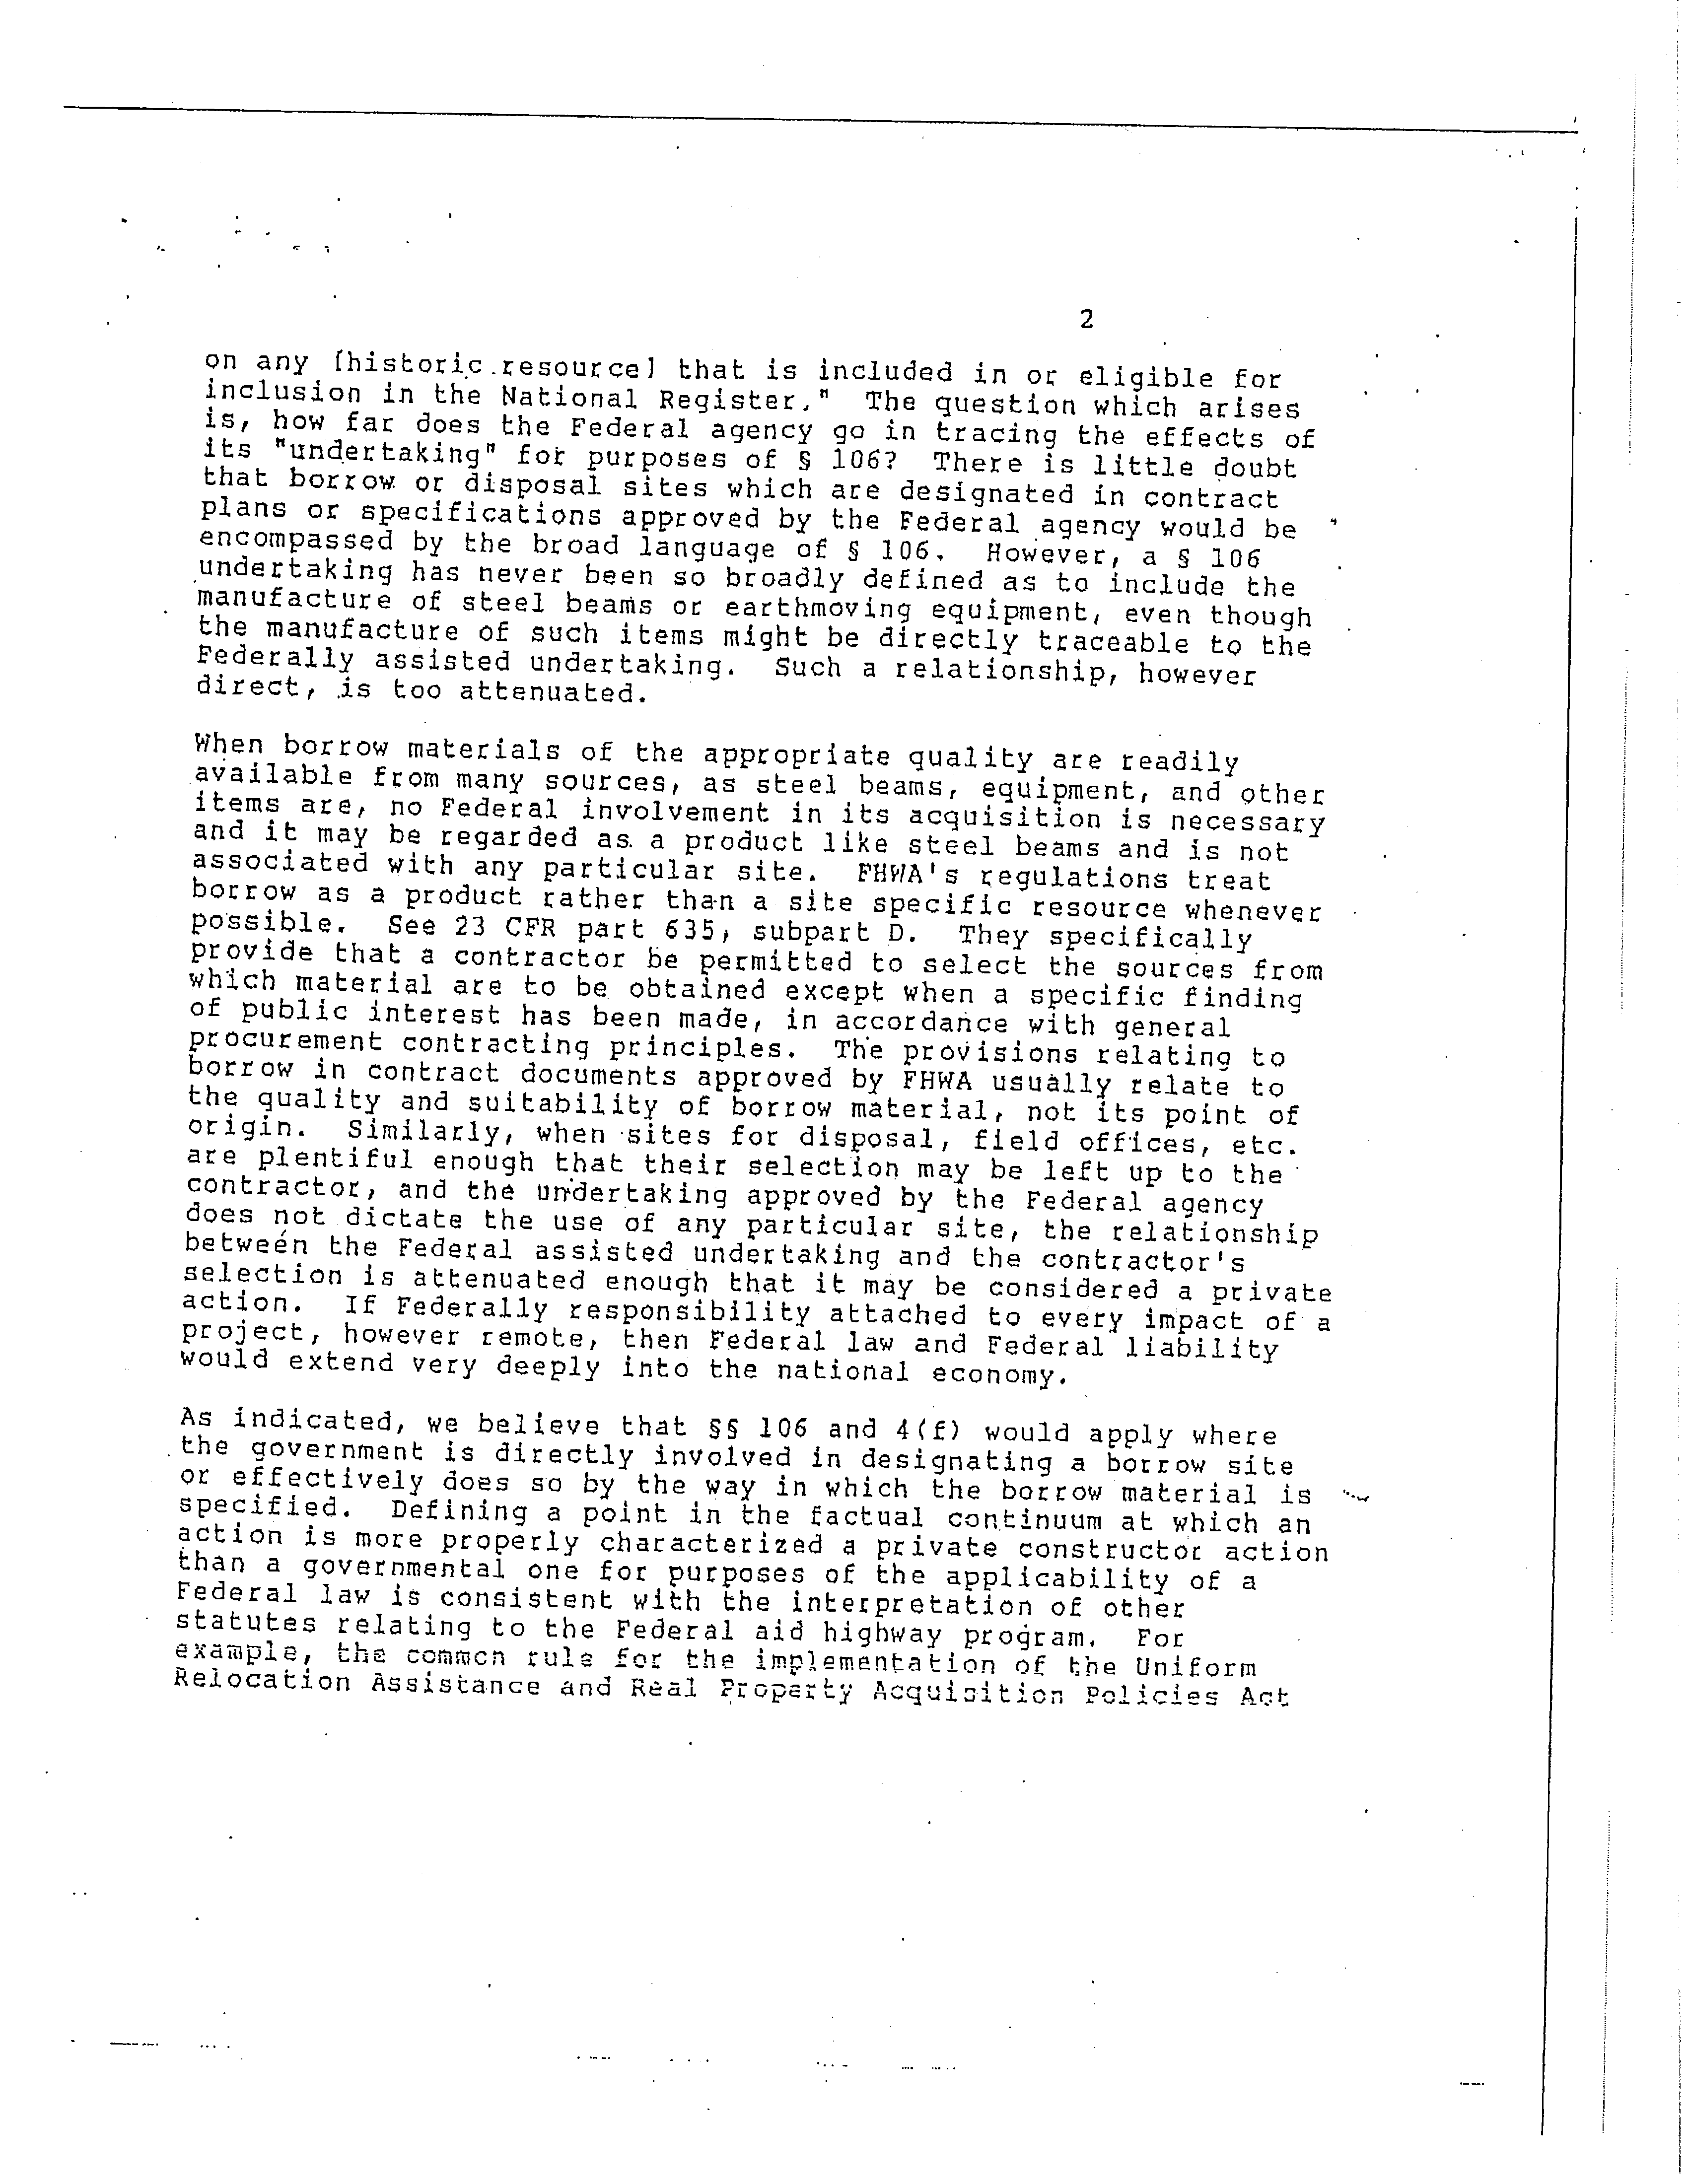 2
on any [historic resource] that is included in or eligible for
inclusion in the National Register." The question which arises
is, how far does the Federal agency go in tracing the effects of
its "undertaking" for purposes of § 106? There is little doubt
that borrow or disposal sites which are designated in contract
plans or specifications approved by the Federal agency would be
encompassed by the broad language of § 106. However, a § 106
undertaking has never been so broadly defined as to include the
manufacture of steel beams or earthmoving equipment, even though
the manufacture of such items might be directly traceable to the
Federally assisted undertaking. Such a relationship, however
direct, is too attenuated.
When borrow materials of the appropriate quality are readily
available from many sources, as steel beams, equipment, and other
items are, no Federal involvement in its acquisition is necessary
and it may be regarded as a product like steel beams and is not
associated with any particular site. FHWA's regulations treat
borrow as a product rather than a site specific resource whenever
possible. See 23 CFR part 635, subpart D. They specifically
provide that a contractor be permitted to select the sources from
which material are to be obtained except when a specific finding
of public interest has been made, in accordance with general
procurement contracting principles. The provisions relating to
borrow in contract documents approved by FHWA usually relate to
the quality and suitability of borrow material, not its point of
origin. Similarly, when sites for disposal, field offices, etc.
are plentiful enough that their selection may be left up to the
contractor, and the undertaking approved by the Federal agency
does not dictate the use of any particular site, the relationship
between the Federal assisted undertaking and the contractor's
selection is attenuated enough that it may be considered a private
action. If Federally responsibility attached to every impact of a
project, however remote, then Federal law and Federal liability
would extend very deeply into the national economy.
As indicated, we believe that §§ 106 and 4(f) would apply where
the government is directly involved in designating a borrow site
or effectively does so by the way in which the borrow material is
specified. Defining a point in the factual continuum at which an
action is more properly characterized a private constructor action
than a governmental one for purposes of the applicability of a
Federal law is consistent with the interpretation of other
statutes relating to the Federal aid highway program. For
example, the common rule for the implementation of the Uniform
Relocation Assistance and Real Property Acquisition Policies Act